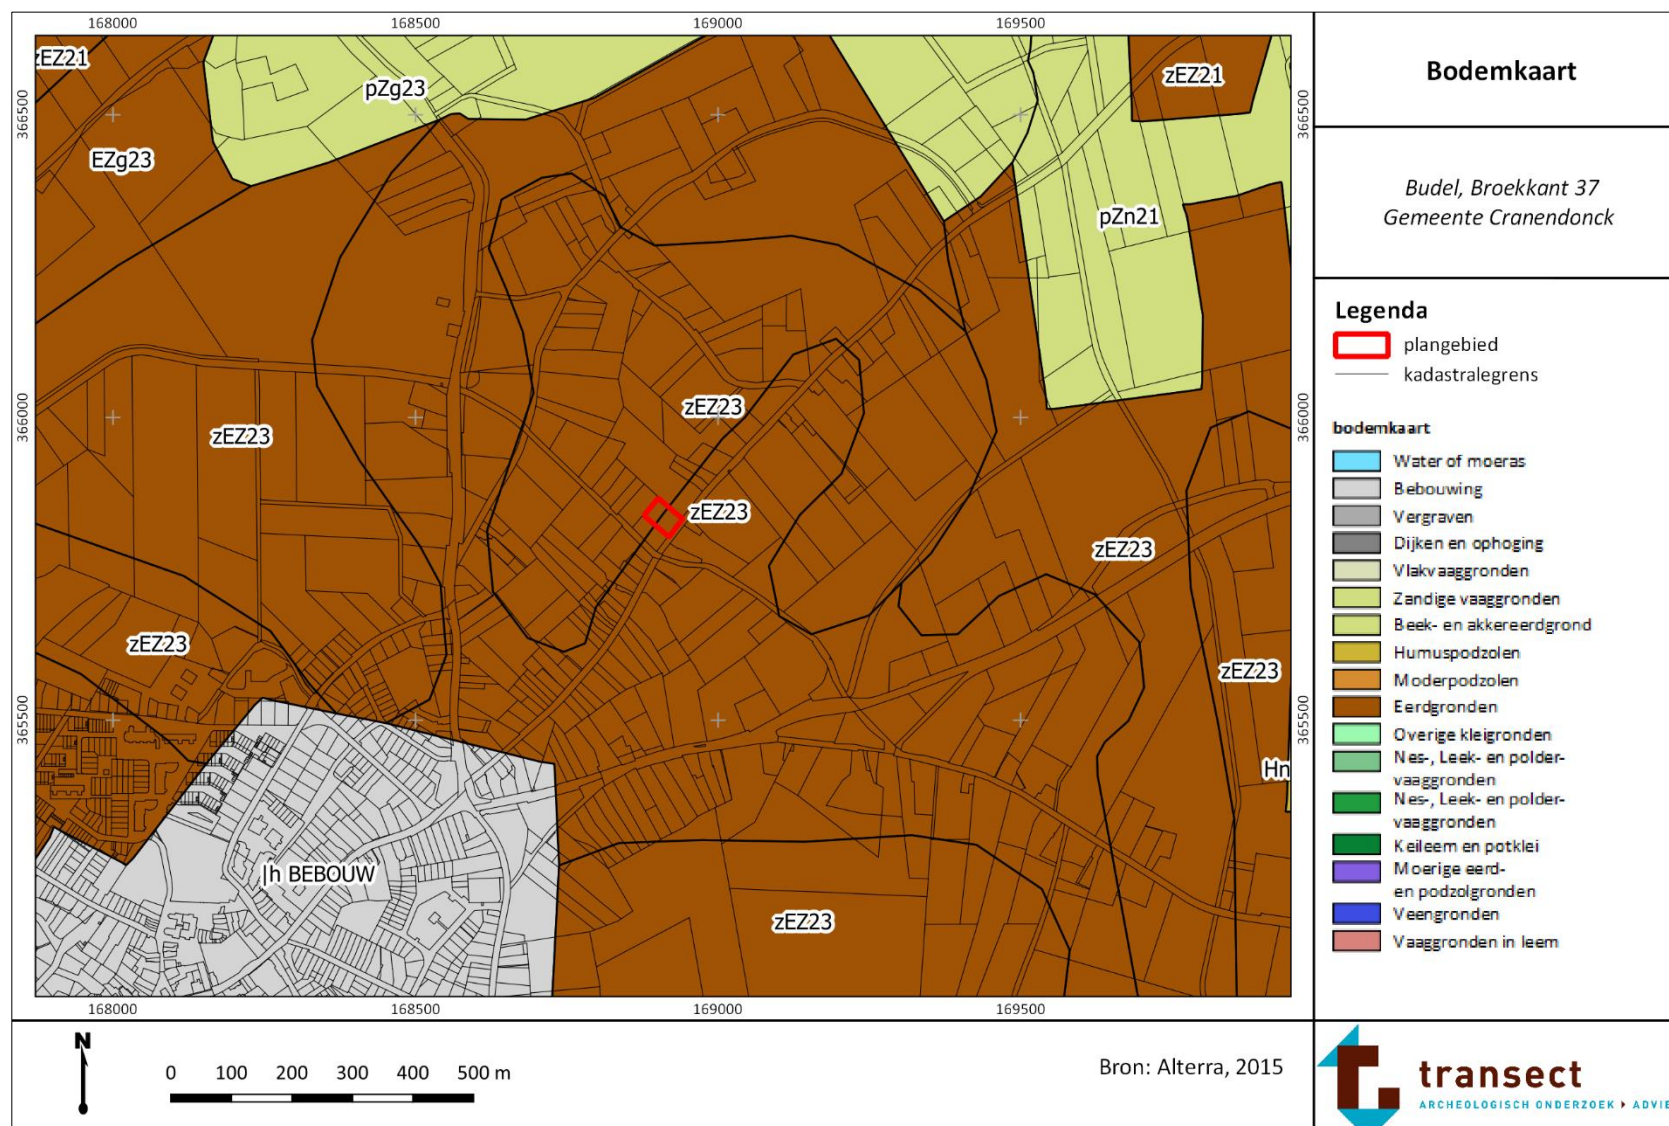 168000
168500
169000
169500
zEZ21
pZg23
zEZ21
366500
366500
EZg23
pZn21
zEZ23
366000
366000
zEZ23
zEZ23
zEZ23
zEZ23
zEZ23
365500
365500
Hn
|h BEBOUW
zEZ23
168000
168500
169000
169500
Bodemkaart
Budel, Broekkant 37
Gemeente Cranendonck
Legenda
plangebied
kadastralegrens
bodemkaart
Water of moeras
Bebouwing
Vergraven
Dijken en ophoging
Vlakvaaggronden
Zandige vaaggronden
Beek- en akkereerdgrond
Humuspodzolen
Moderpodzolen
Eerdgronden
Overige kleigronden
Nes-, Leek- en polder-
vaaggronden
Nes-, Leek- en polder-
vaaggronden
Keileem en potklei
Moerige eerd-
en podzolgronden
Veengronden
Vaaggronden in leem
N
0 100 200 300 400 500 m
Bron: Alterra, 2015
transect
ARCHEOLOGISCH ONDERZOEK ▸ ADVIE